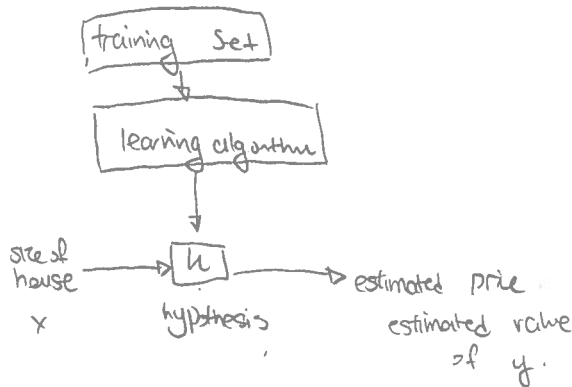 training set
learning algorithm
size of
house
x
h
hypothesis
estimated price
estimated value
of y.